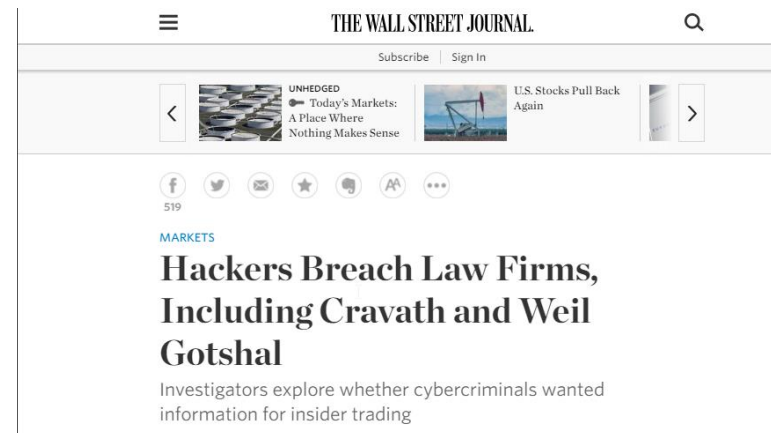 THE WALL STREET JOURNAL.
Subscribe Sign In
UNHEDGED
Today's Markets:
A Place Where
Nothing Makes Sense
U.S. Stocks Pull Back
Again
519
MARKETS
Hackers Breach Law Firms,
Including Cravath and Weil
Gotshal
Investigators explore whether cybercriminals wanted
information for insider trading